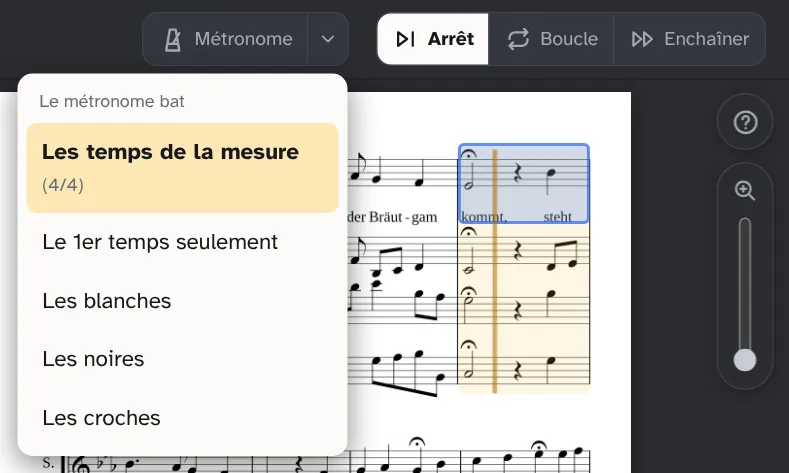 Métronome
Arrêt
Boucle
Enchaîner
Le métronome bat
Les temps de la mesure
(4/4)
Le 1er temps seulement
Les blanches
Les noires
Les croches
der Bräut - gam kommt, steht
S.